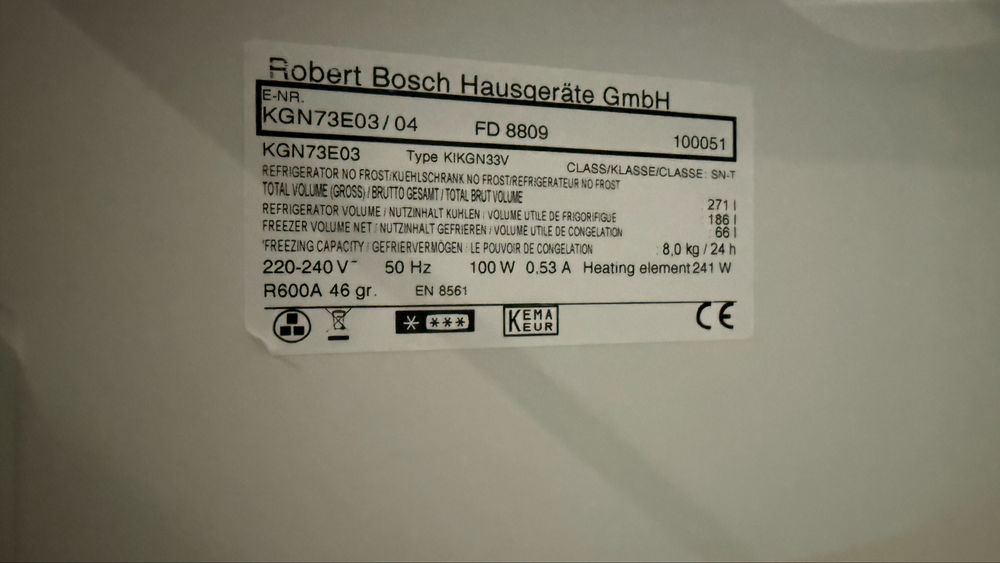 Robert Bosch Hausgeräte GmbH
E-NR.
KGN73E03/04 FD 8809 100051
KGN73E03 Type KIKGN33V CLASS/KLASSE/CLASSE: SN-T
REFRIGERATOR NO FROST/KUEHLSCHRANK NO FROST/REFRIGERATEUR NO FROST
TOTAL VOLUME (GROSS) / BRUTTO GESAMT / TOTAL BRUT VOLUME : 271 l
REFRIGERATOR VOLUME / NUTZINHALT KUHLEN / VOLUME UTILE DE FRIGORIFIGUE : 186 l
FREEZER VOLUME NET / NUTZINHALT GEFRIEREN / VOLUME UTILE DE CONGELATION : 66 l
*FREEZING CAPACITY / GEFRIERVERMÖGEN / LE POUVOIR DE CONGELATION : 8,0 kg / 24 h
220-240 V~ 50 Hz 100 W 0,53 A Heating element 241 W
R600A 46 gr. EN 8561
KEMA EUR CE